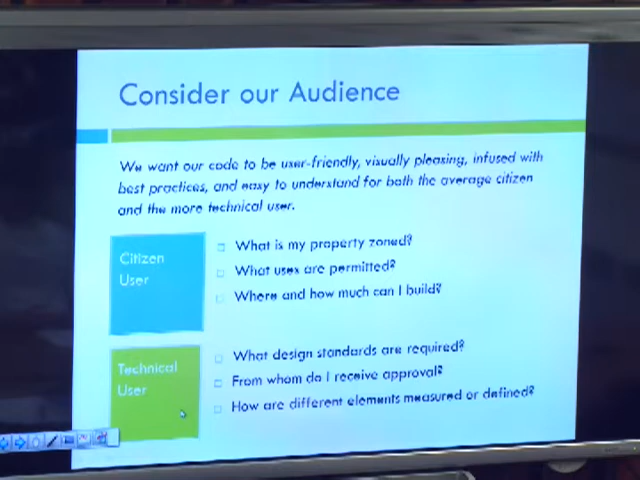 Consider our Audience
We want our code to be user-friendly, visually pleasing, infused with
best practices, and easy to understand for both the average citizen
and the more technical user.
Citizen
User
What is my property zoned?
What uses are permitted?
Where and how much can I build?
Technical
User
What design standards are required?
From whom do I receive approval?
How are different elements measured or defined?